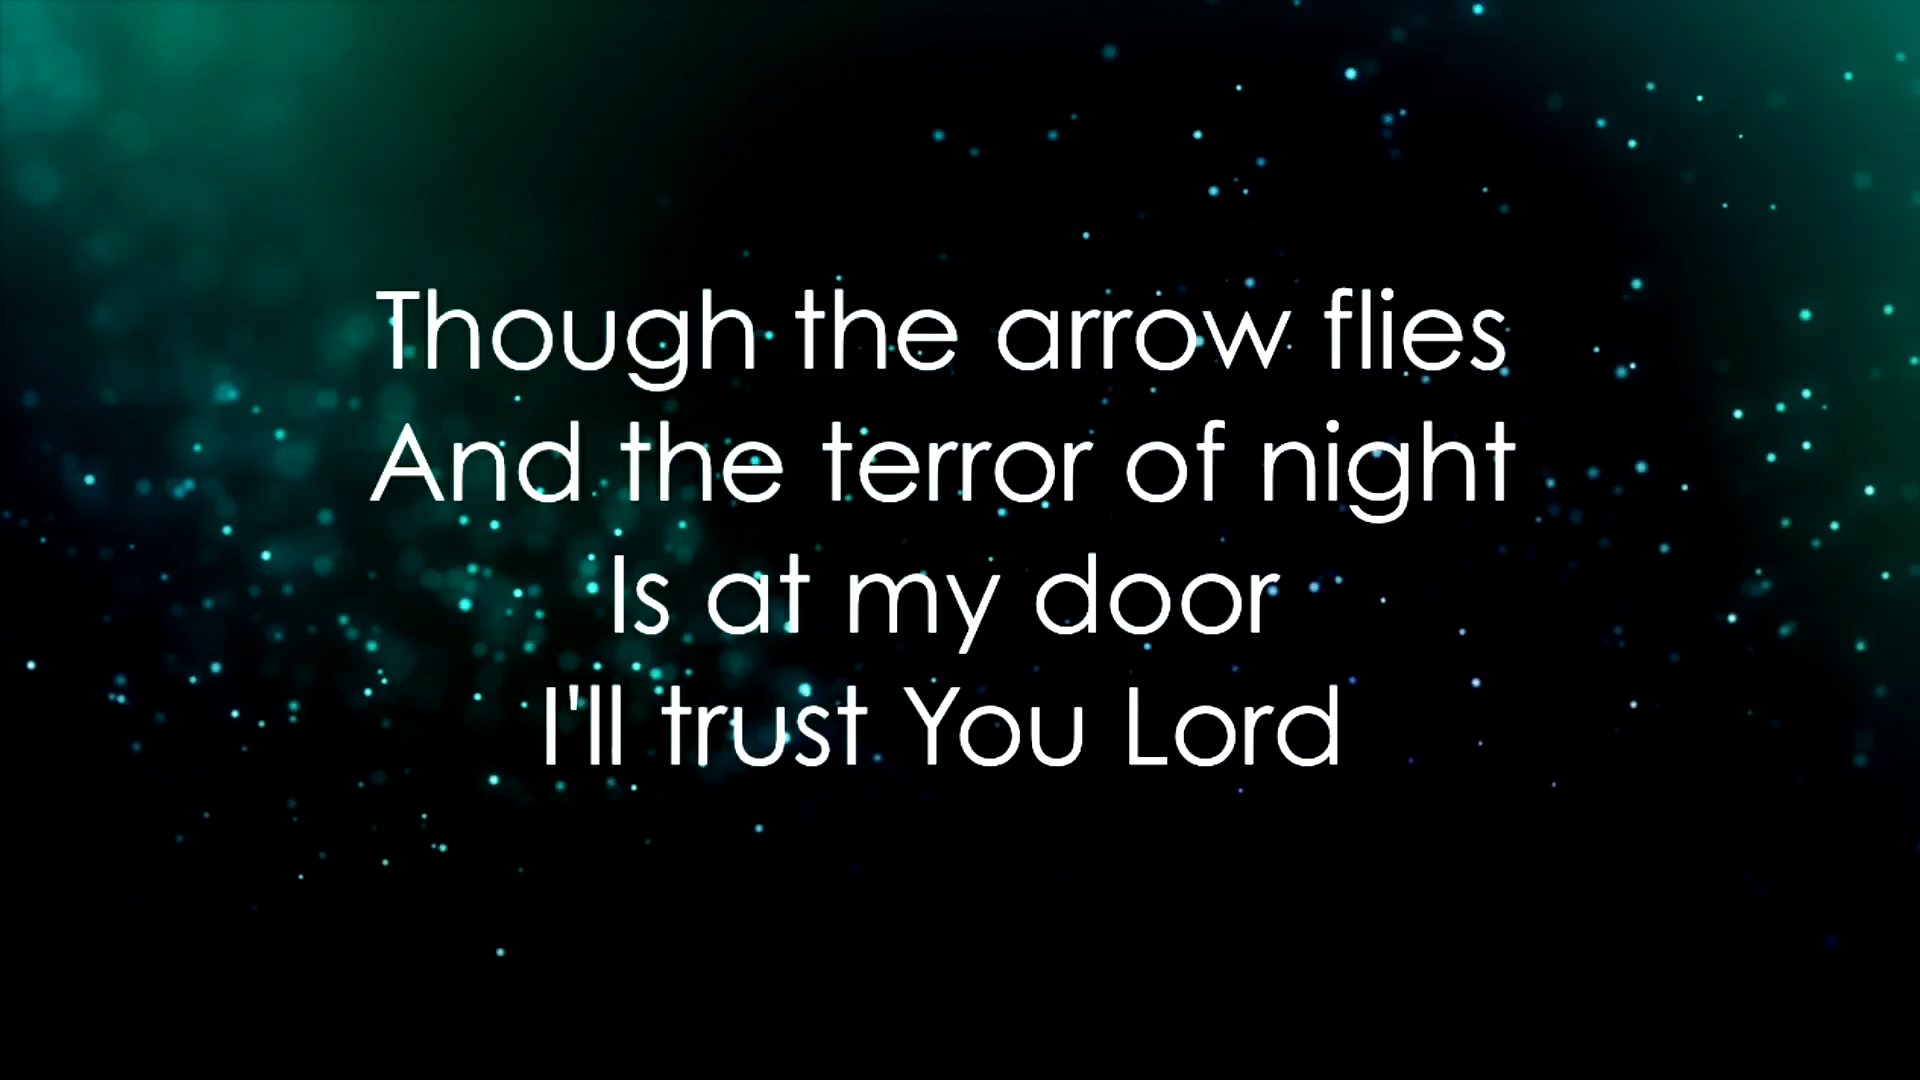 Though the arrow flies
And the terror of night
Is at my door
I'll trust You Lord